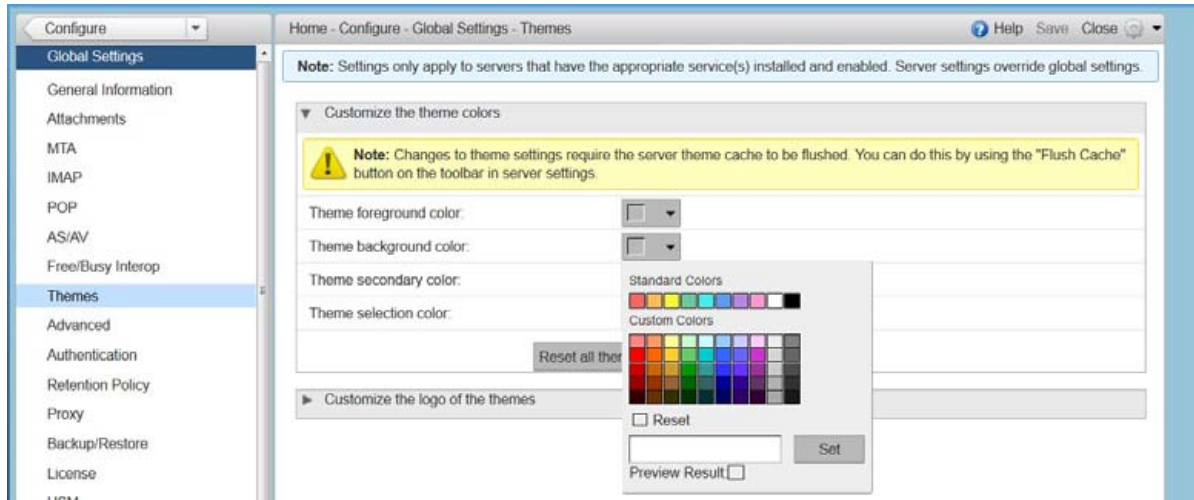 Configure
Global Settings
General Information
Attachments
MTA
IMAP
POP
AS/AV
Free/Busy Interop
Themes
Advanced
Authentication
Retention Policy
Proxy
Backup/Restore
License
Home - Configure - Global Settings - Themes
Help Save Close
Note: Settings only apply to servers that have the appropriate service(s) installed and enabled. Server settings override global settings.
Customize the theme colors
Note: Changes to theme settings require the server theme cache to be flushed. You can do this by using the "Flush Cache"
button on the toolbar in server settings.
Theme foreground color:
Theme background color:
Theme secondary color:
Theme selection color:
Reset all
Standard Colors
Custom Colors
Reset
Set
Preview Result:
Customize the logo of the themes